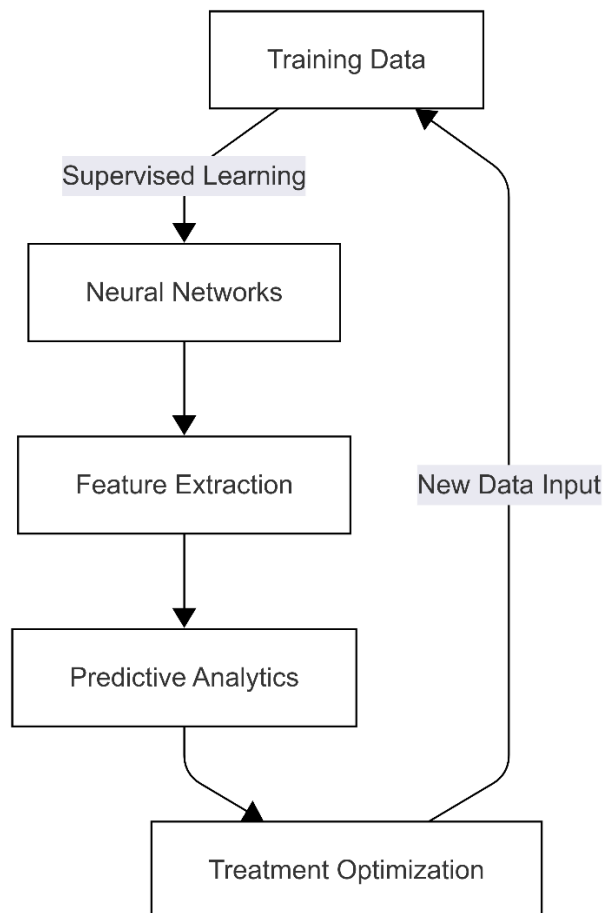 Training Data
Supervised Learning
Neural Networks
Feature Extraction
New Data Input
Predictive Analytics
Treatment Optimization